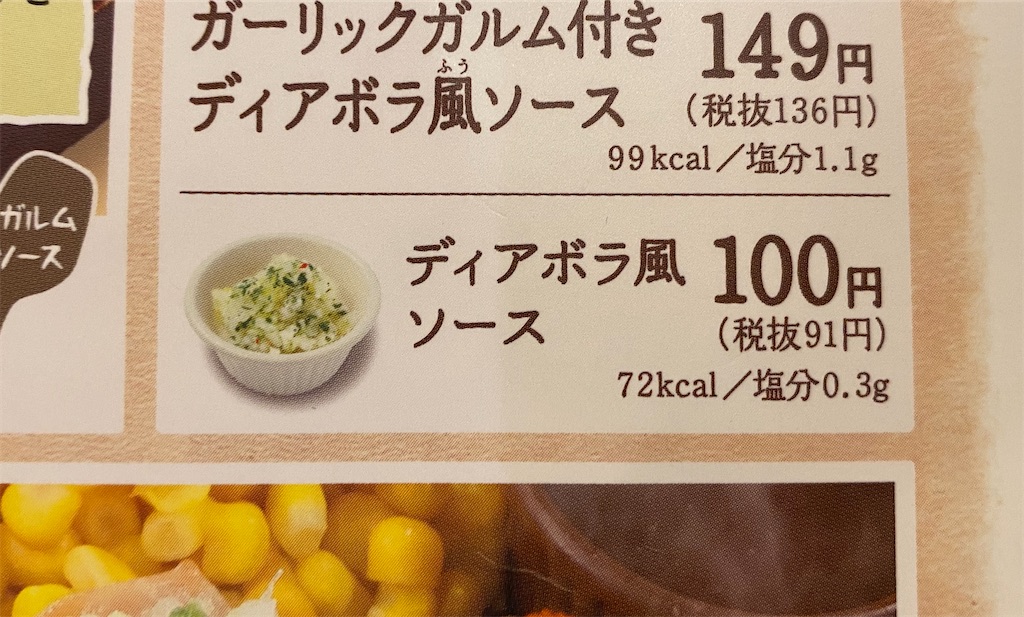 ガーリックガルム付き
ふう
ディアボラ風ソース
149円
(税抜136円)
99kcal／塩分1.1g
ガルム
ソース
ディアボラ風
ソース
100円
(税抜91円)
72kcal／塩分0.3g